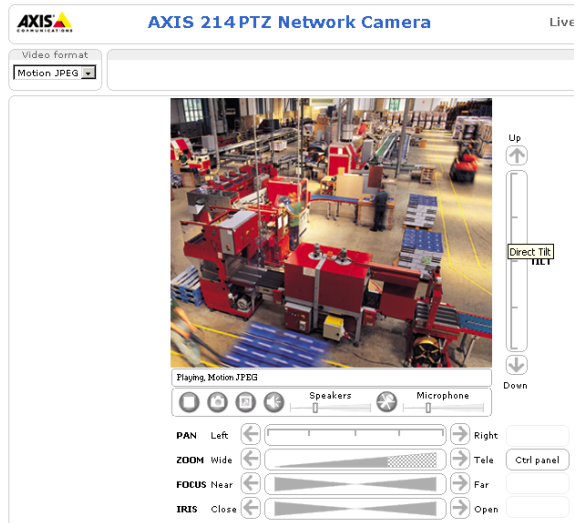 AXIS
COMMUNICATIONS
AXIS 214 PTZ Network Camera
Live
Video format
Motion JPEG
Up
Direct Tilt
TILT
Down
Playing, Motion JPEG
Speakers
Microphone
PAN Left
Right
ZOOM Wide
Tele
Ctrl panel
FOCUS Near
Far
IRIS Close
Open